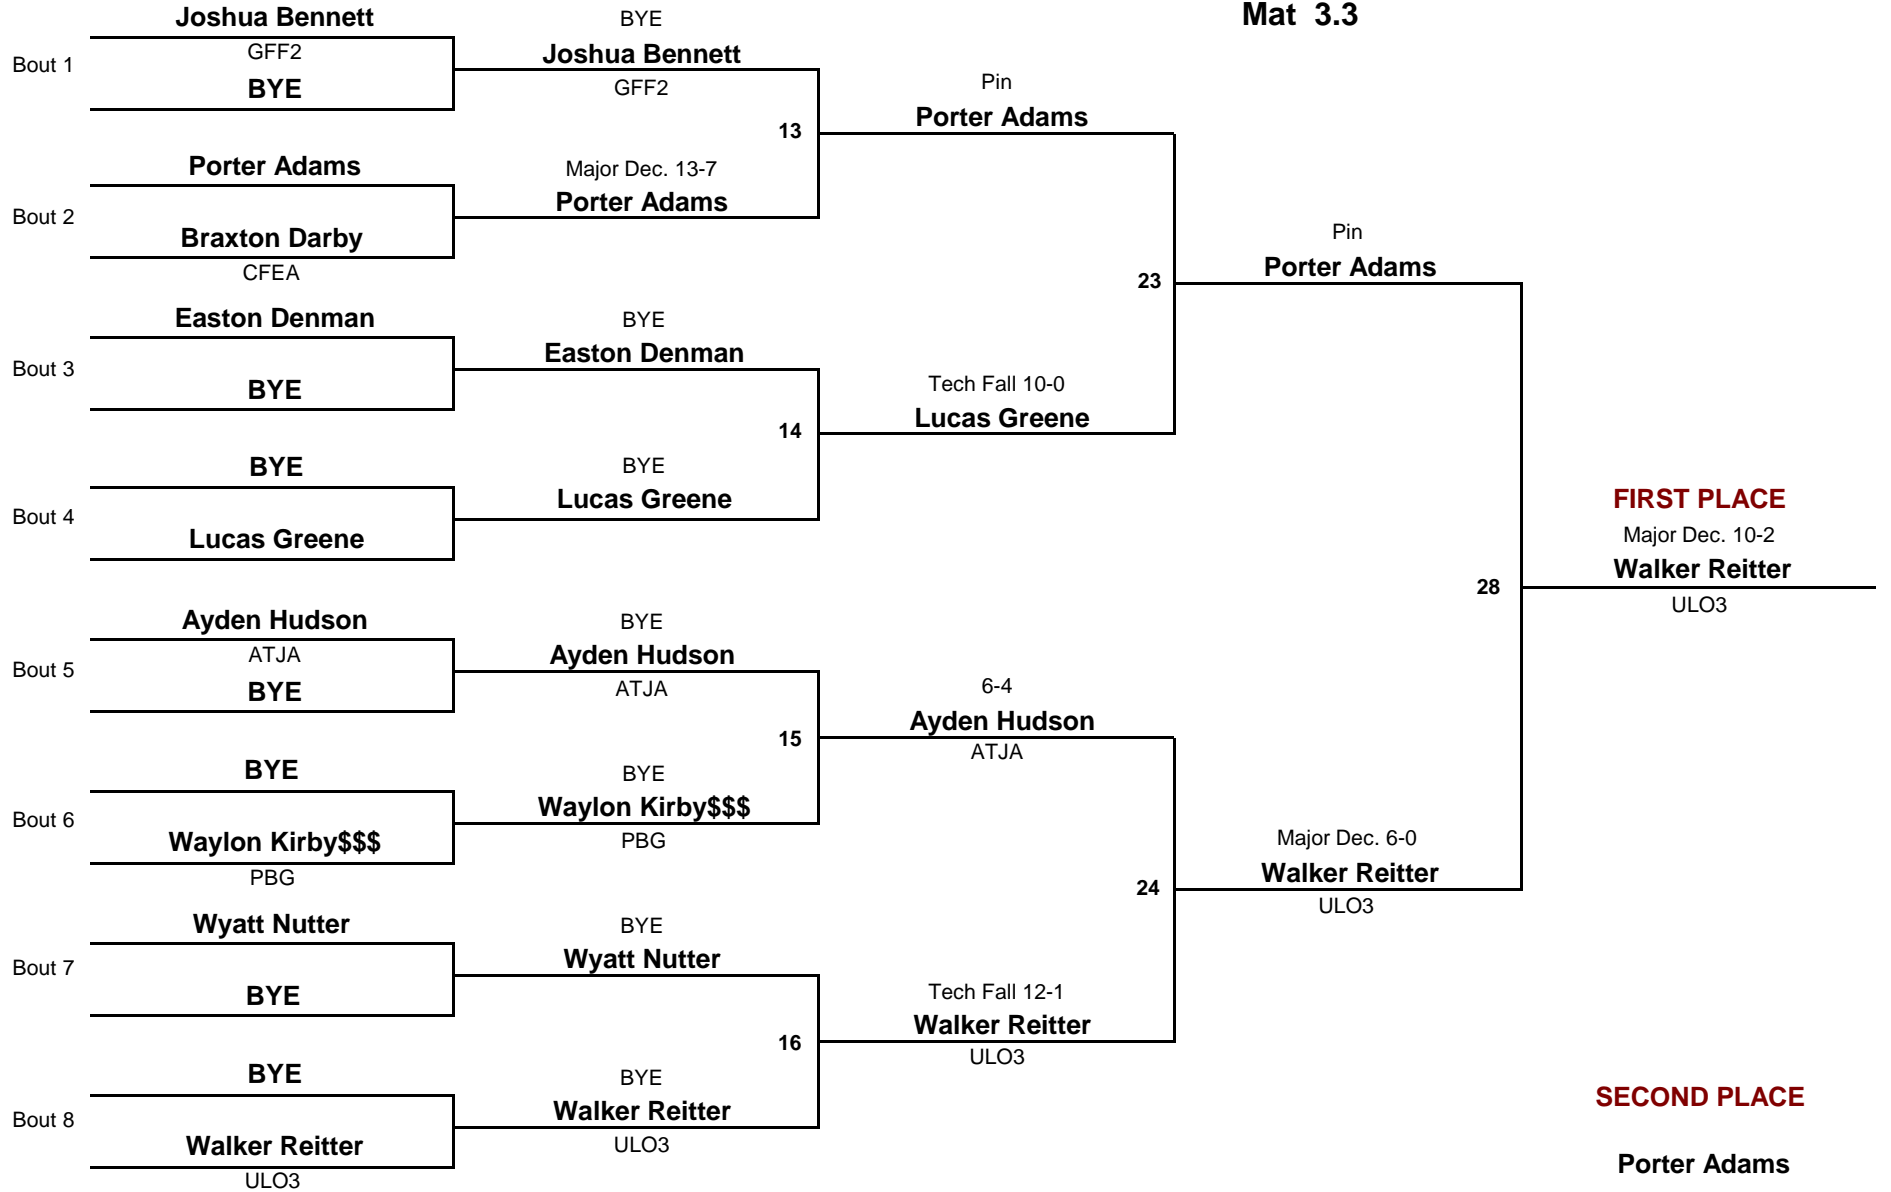 Mat 3.3
Joshua Bennett
GFF2
Bout 1
BYE
Porter Adams
Bout 2
Braxton Darby
CFEA
Easton Denman
Bout 3
BYE
BYE
Bout 4
Lucas Greene
Ayden Hudson
ATJA
Bout 5
BYE
BYE
Bout 6
Waylon Kirby$$$
PBG
Wyatt Nutter
Bout 7
BYE
BYE
Bout 8
Walker Reitter
ULO3
BYE
Joshua Bennett
GFF2
13
Major Dec. 13-7
Porter Adams
BYE
Easton Denman
14
BYE
Lucas Greene
BYE
Ayden Hudson
ATJA
15
BYE
Waylon Kirby$$$
PBG
BYE
Wyatt Nutter
16
BYE
Walker Reitter
ULO3
Pin
Porter Adams
23
Tech Fall 10-0
Lucas Greene
6-4
Ayden Hudson
ATJA
24
Tech Fall 12-1
Walker Reitter
ULO3
Pin
Porter Adams
28
Major Dec. 6-0
Walker Reitter
ULO3
FIRST PLACE
Major Dec. 10-2
Walker Reitter
ULO3
SECOND PLACE
Porter Adams